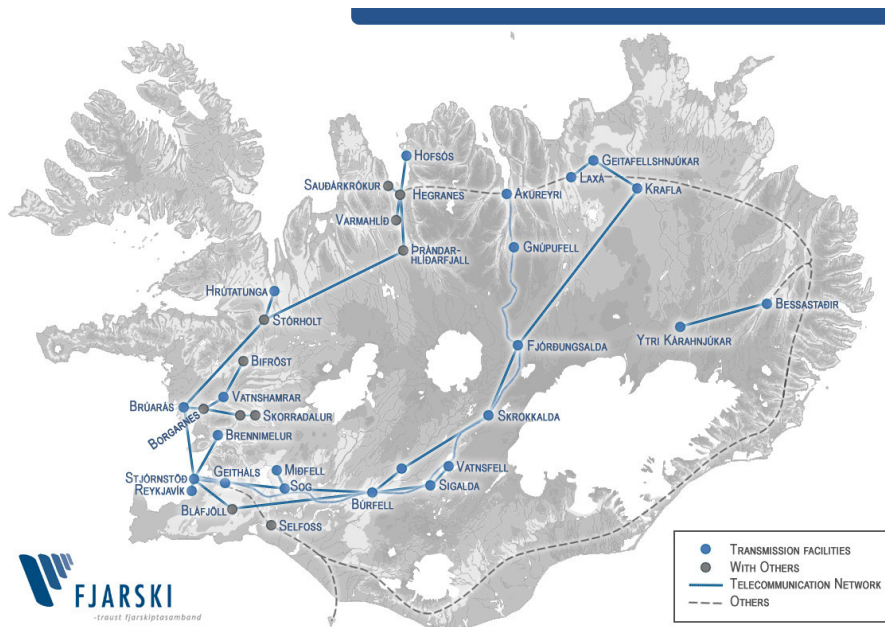 Hofsós
Sauðárkrókur
Hegranes
Varmahlíð
Þrándar-
hlíðarfjall
Akureyri
Gnúpufell
Geitafellshnjúkar
Laxá
Krafla
Hrútatunga
Stórholt
Bifröst
Bessastaðir
Ytri Kárahnjúkar
Fjórðungsalda
Brúarás
Vatnshamrar
Borgarnes
Skorradalur
Brennimelur
Skrokkalda
Stjórnstöð
Reykjavík
Geitháls
Miðfell
Sog
Vatnsfell
Sigalda
Búrfell
Bláfjöll
Selfoss
Transmission facilities
With Others
Telecommunication Network
Others
FJARSKI
-traust fjarskiptasamband